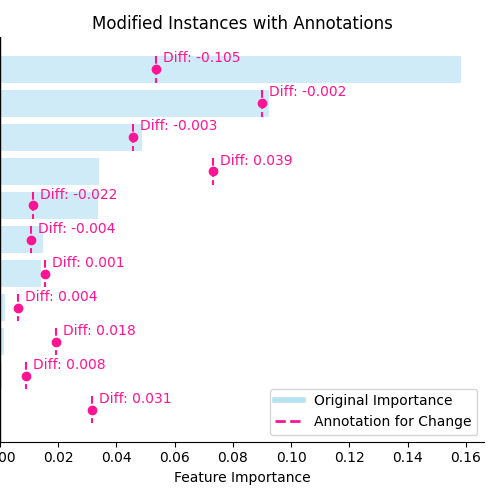 Modified Instances with Annotations
Diff: -0.105
Diff: -0.002
Diff: -0.003
Diff: 0.039
Diff: -0.022
Diff: -0.004
Diff: 0.001
Diff: 0.004
Diff: 0.018
Diff: 0.008
Diff: 0.031
Original Importance
Annotation for Change
00 0.02 0.04 0.06 0.08 0.10 0.12 0.14 0.16
Feature Importance